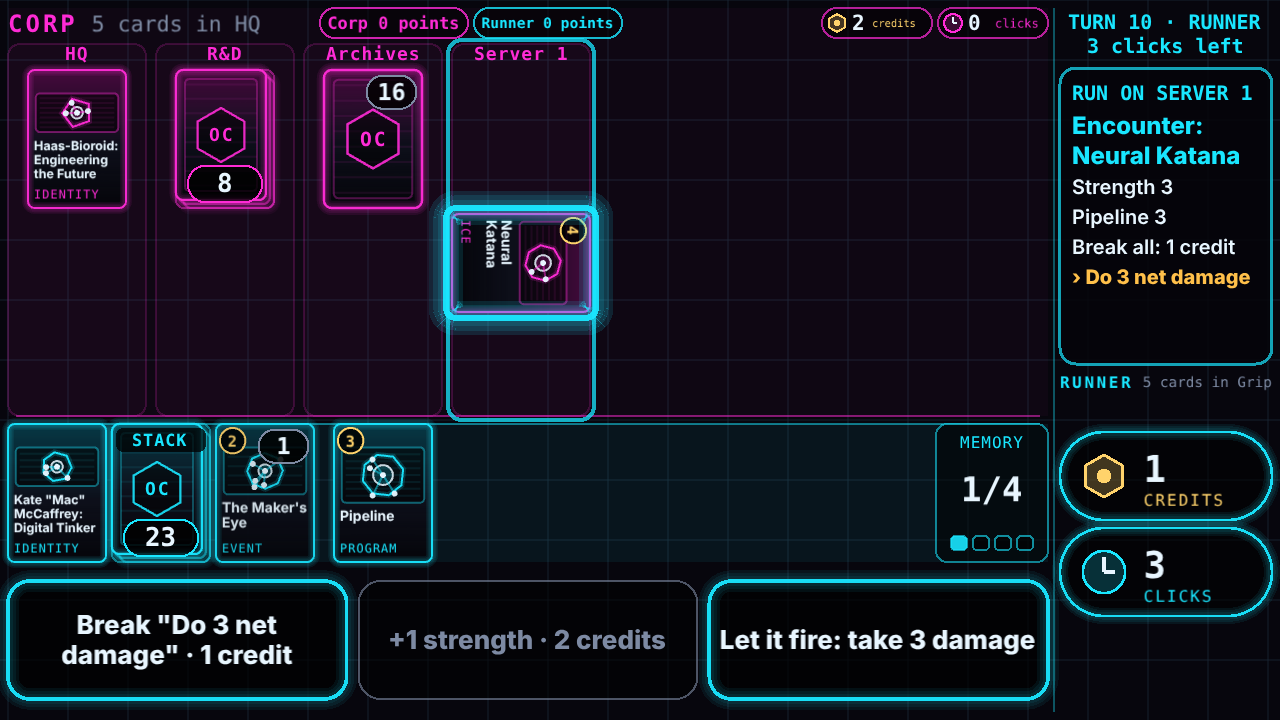 CORP 5 cards in HQ
Corp 0 points
Runner 0 points
2 credits
0 clicks
TURN 10 · RUNNER
3 clicks left
HQ
R&D
Archives
Server 1
Haas-Bioroid:
Engineering
the Future
IDENTITY
OC
8
16
OC
4
Neural
Katana
ICE
RUN ON SERVER 1
Encounter:
Neural Katana
Strength 3
Pipeline 3
Break all: 1 credit
› Do 3 net damage
RUNNER 5 cards in Grip
Kate "Mac"
McCaffrey:
Digital Tinker
IDENTITY
STACK
OC
23
2
1
The Maker's
Eye
EVENT
3
Pipeline
PROGRAM
MEMORY
1/4
1
CREDITS
3
CLICKS
Break "Do 3 net
damage" · 1 credit
+1 strength · 2 credits
Let it fire: take 3 damage